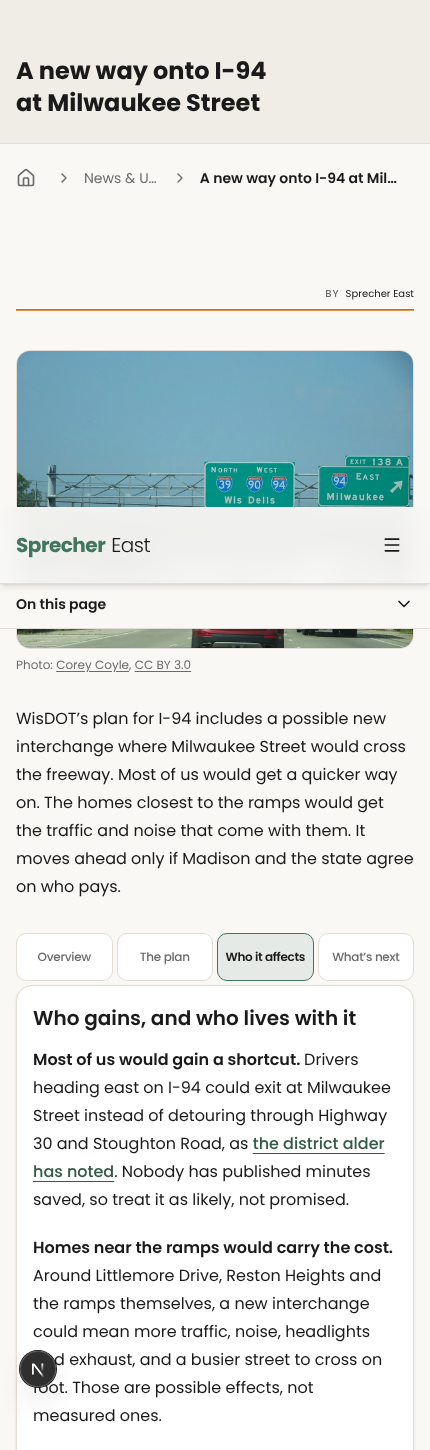 A new way onto I-94
at Milwaukee Street
News & U... > A new way onto I-94 at Mil...
BY Sprecher East
EXIT 138 A
NORTH WEST
39 90 94
Wis Dells
94 EAST
Milwaukee
Sprecher East
On this page
Photo: Corey Coyle, CC BY 3.0
WisDOT’s plan for I-94 includes a possible new
interchange where Milwaukee Street would cross
the freeway. Most of us would get a quicker way
on. The homes closest to the ramps would get
the traffic and noise that come with them. It
moves ahead only if Madison and the state agree
on who pays.
Overview The plan Who it affects What’s next
Who gains, and who lives with it
Most of us would gain a shortcut. Drivers
heading east on I-94 could exit at Milwaukee
Street instead of detouring through Highway
30 and Stoughton Road, as the district alder
has noted. Nobody has published minutes
saved, so treat it as likely, not promised.
Homes near the ramps would carry the cost.
Around Littlemore Drive, Reston Heights and
the ramps themselves, a new interchange
could mean more traffic, noise, headlights
exhaust, and a busier street to cross on
foot. Those are possible effects, not
measured ones.
N